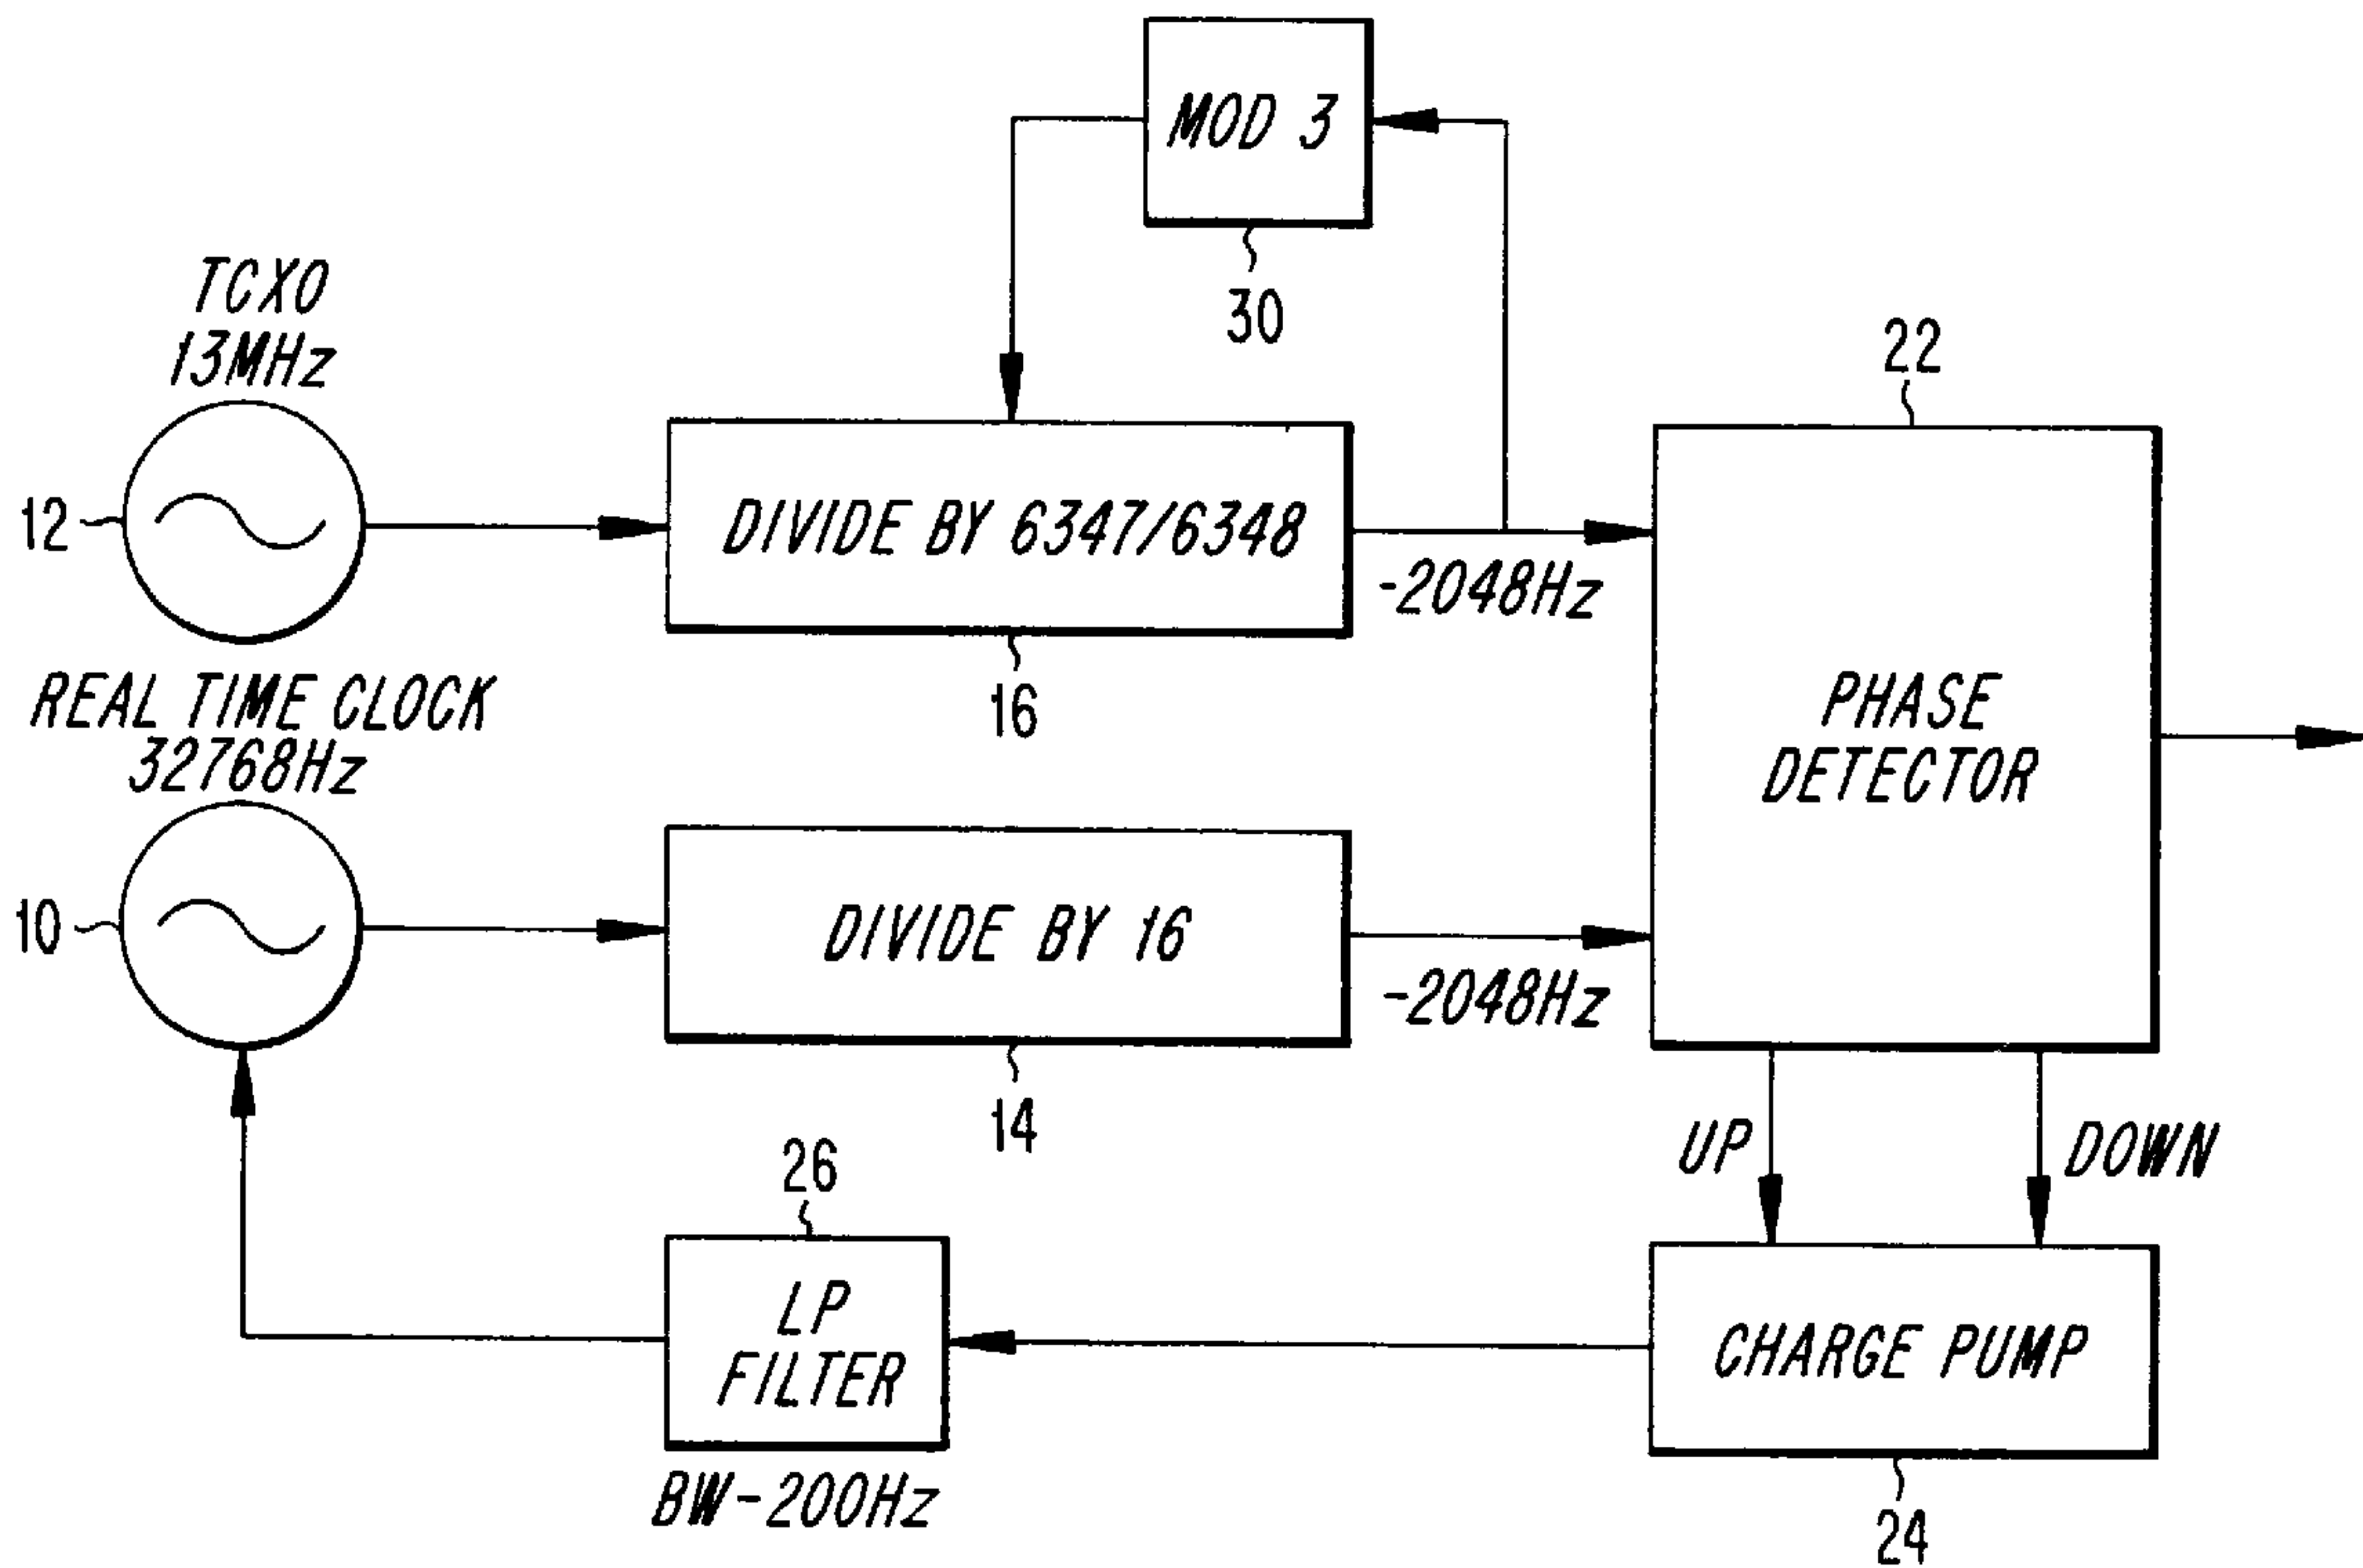 MOD 3
30
TCXO
13MHz
12
DIVIDE BY 6347/6348
-2048Hz
16
22
PHASE
DETECTOR
REAL TIME CLOCK
32768Hz
10
DIVIDE BY 16
-2048Hz
14
UP
DOWN
26
LP
FILTER
BW-200Hz
CHARGE PUMP
24